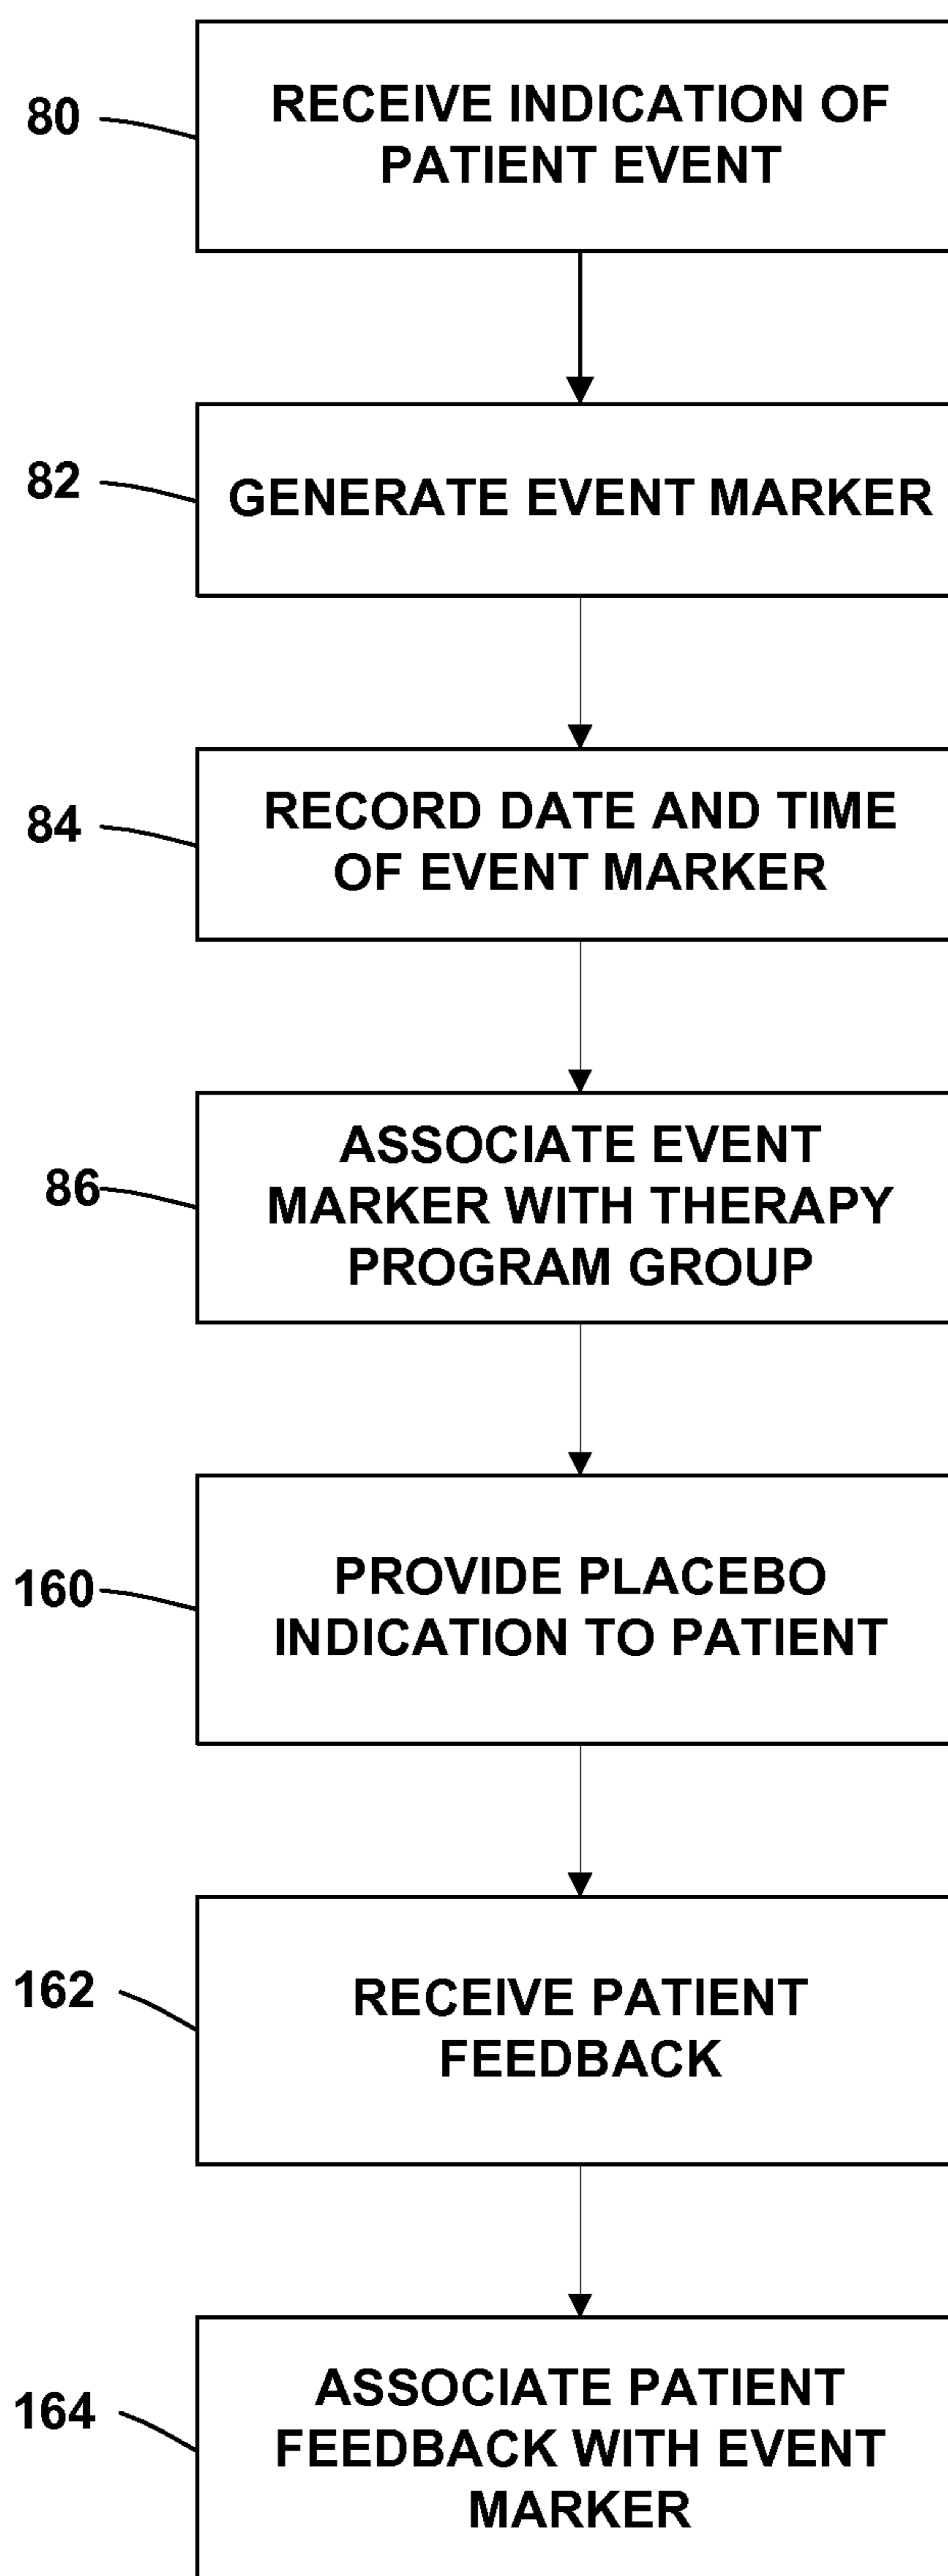 80
RECEIVE INDICATION OF
PATIENT EVENT
82
GENERATE EVENT MARKER
84
RECORD DATE AND TIME
OF EVENT MARKER
86
ASSOCIATE EVENT
MARKER WITH THERAPY
PROGRAM GROUP
160
PROVIDE PLACEBO
INDICATION TO PATIENT
162
RECEIVE PATIENT
FEEDBACK
164
ASSOCIATE PATIENT
FEEDBACK WITH EVENT
MARKER